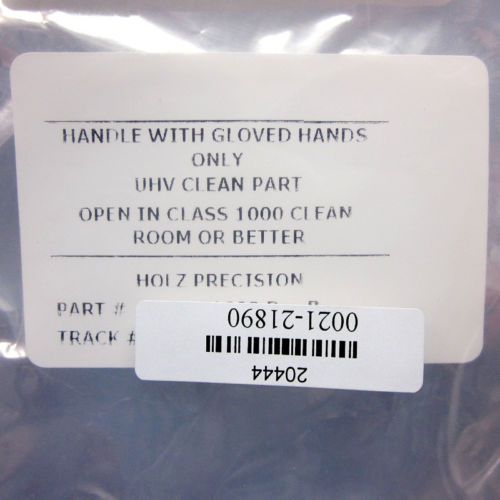 HANDLE WITH GLOVED HANDS
ONLY
UHV CLEAN PART
OPEN IN CLASS 1000 CLEAN
ROOM OR BETTER
HOLZ PRECISION
PART #
TRACK #
0021-21890
20444